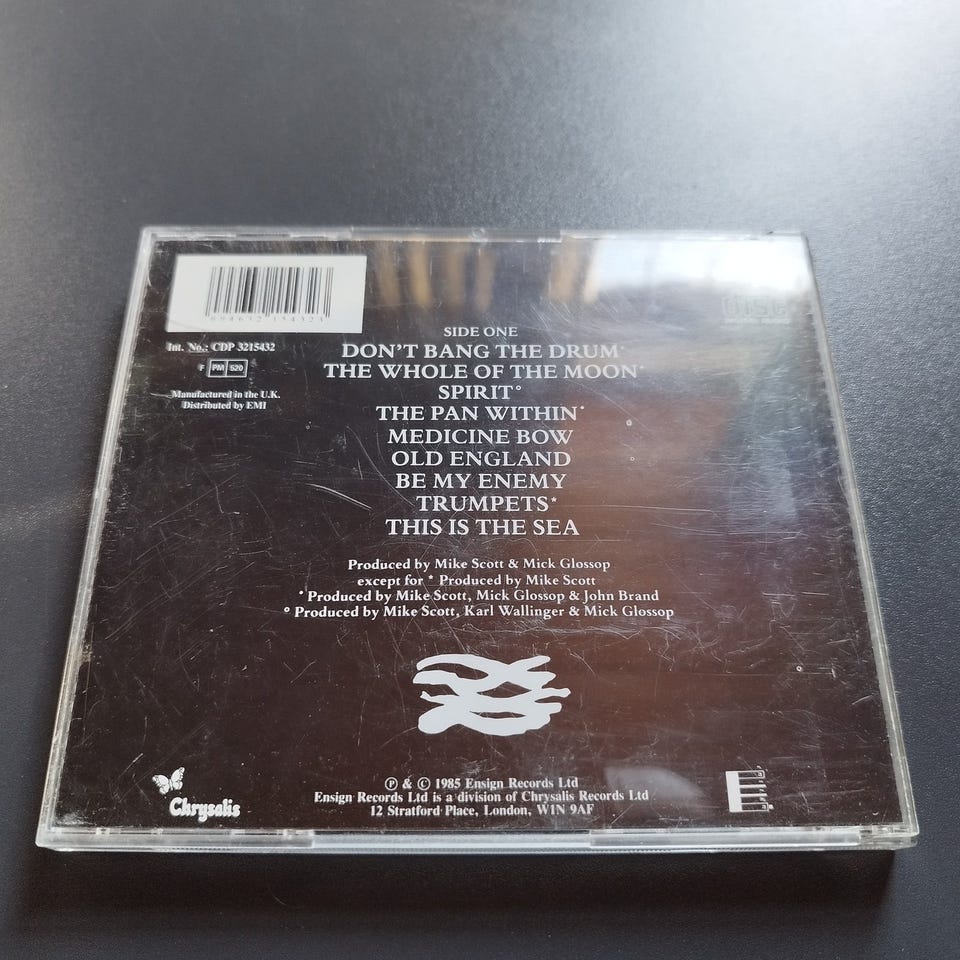 disc
Int. No.: CDP 3215432
F PM 520
Manufactured in the U.K.
Distributed by EMI
SIDE ONE
DON'T BANG THE DRUM*
THE WHOLE OF THE MOON*
SPIRIT°
THE PAN WITHIN*
MEDICINE BOW
OLD ENGLAND
BE MY ENEMY
TRUMPETS*
THIS IS THE SEA
Produced by Mike Scott & Mick Glossop
except for * Produced by Mike Scott
* Produced by Mike Scott, Mick Glossop & John Brand
° Produced by Mike Scott, Karl Wallinger & Mick Glossop
Chrysalis
℗ & © 1985 Ensign Records Ltd
Ensign Records Ltd is a division of Chrysalis Records Ltd
12 Stratford Place, London, W1N 9AF